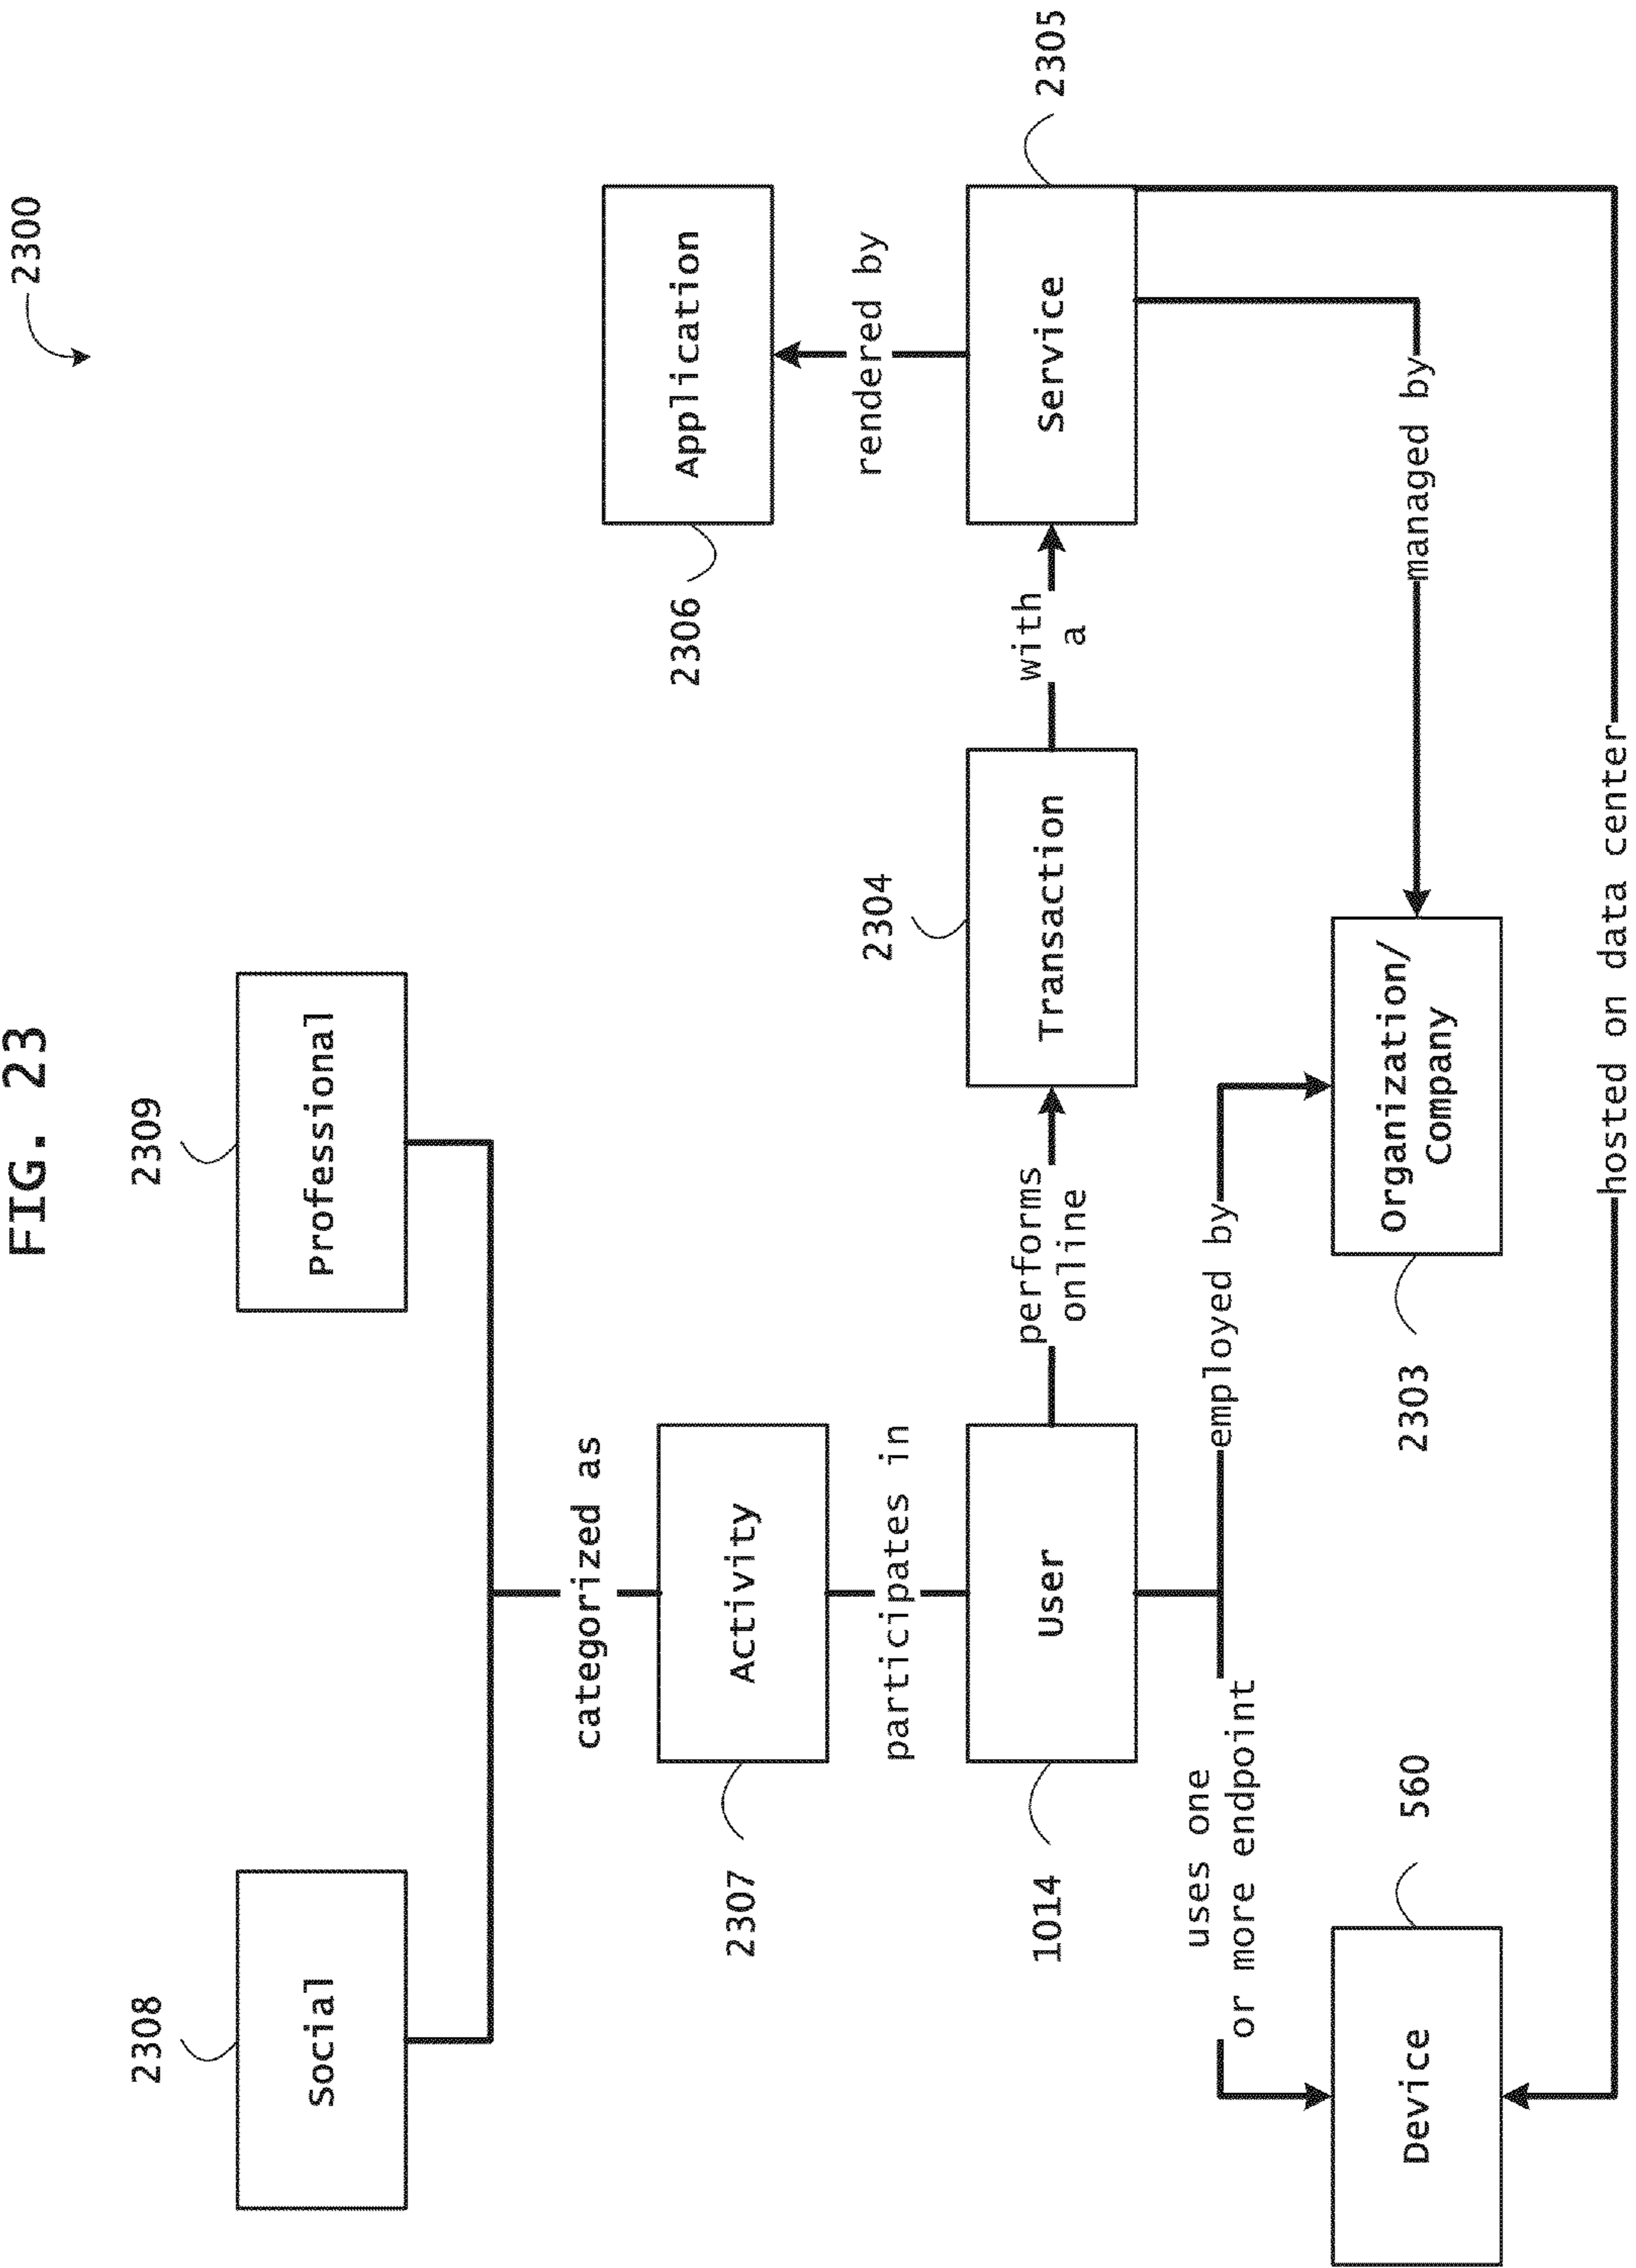 FIG. 23
2300
2308
2309
Social
Professional
categorized as
2307
Activity
2306
Application
participates in
rendered by
2304
1014
User
performs
online
Transaction
with
a
Service
2305
uses one
or more endpoint
employed by
560
Device
2303
Organization/
Company
managed by
hosted on data center